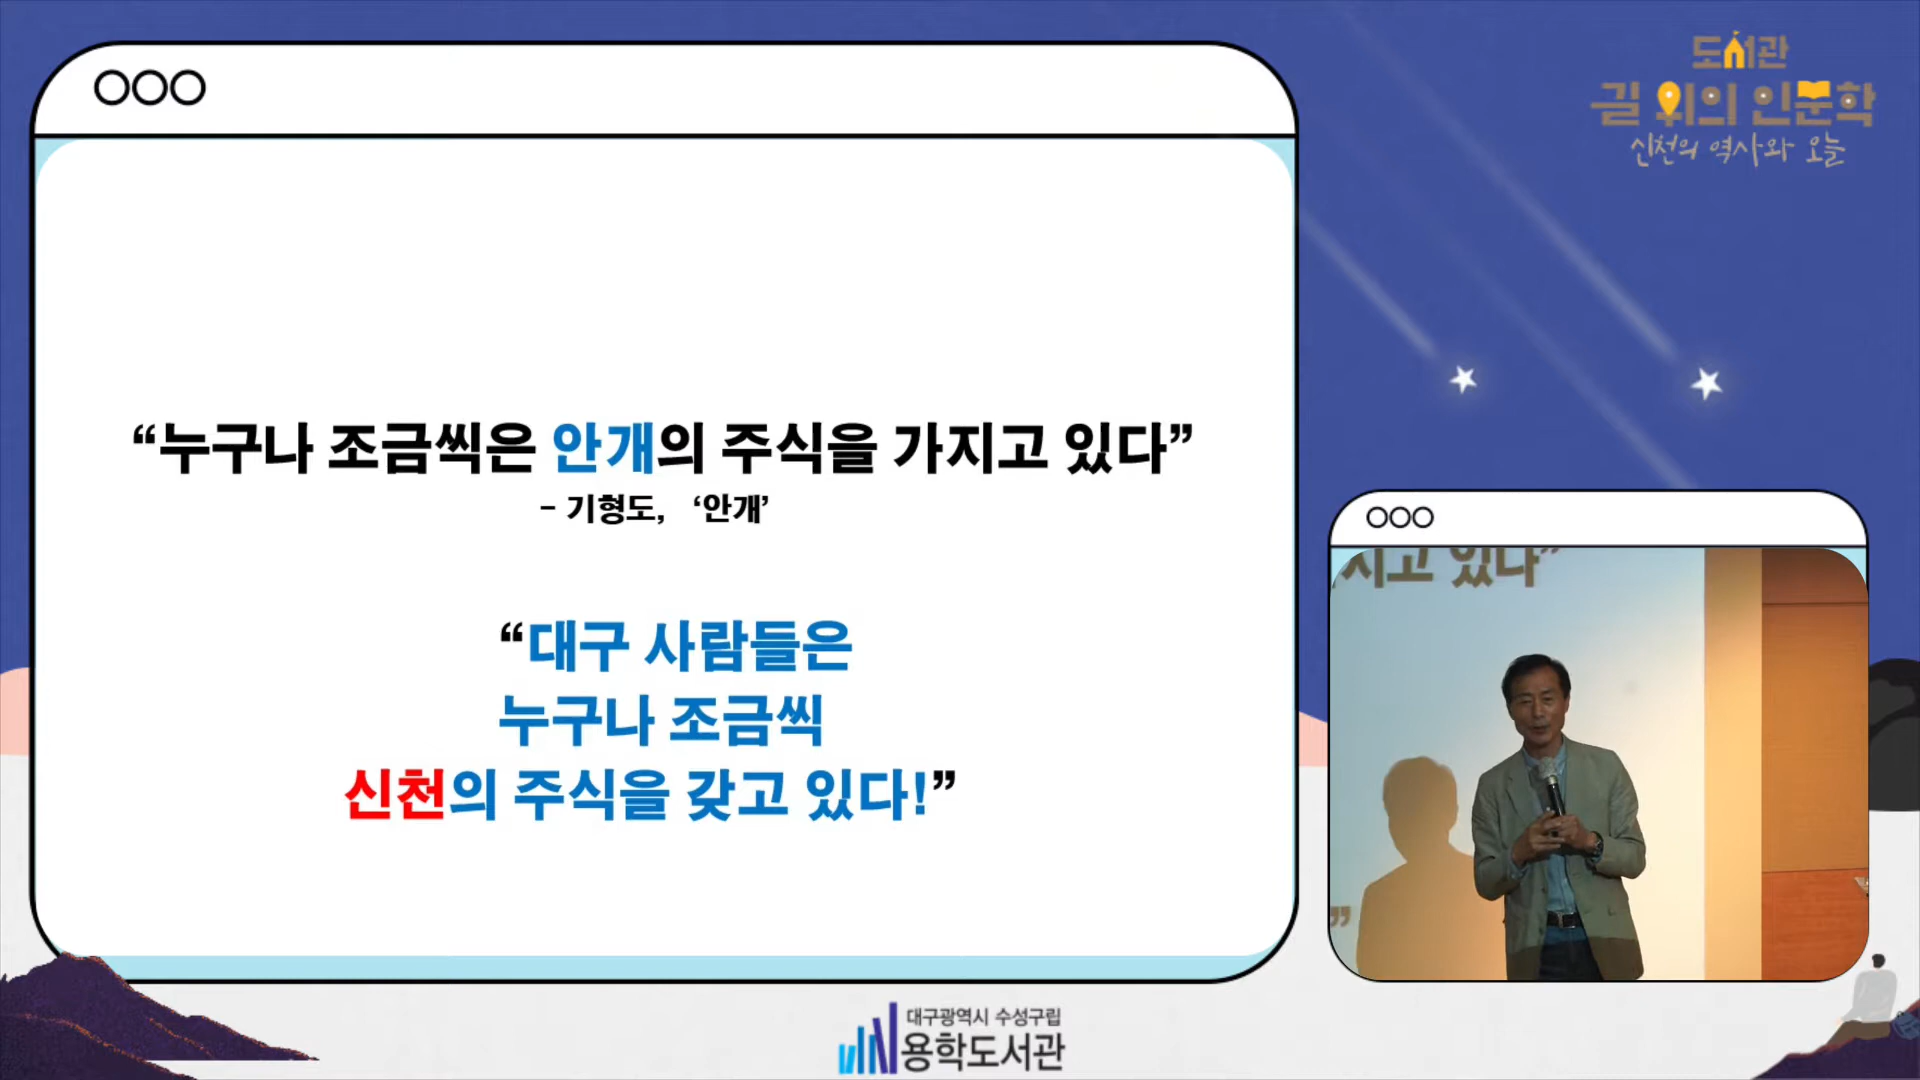 도서관
길 위의 인문학
신천의 역사와 오늘
“누구나 조금씩은 안개의 주식을 가지고 있다”
- 기형도, ‘안개’
“대구 사람들은
누구나 조금씩
신천의 주식을 갖고 있다!”
지고 있다”
”
대구광역시 수성구립
용학도서관